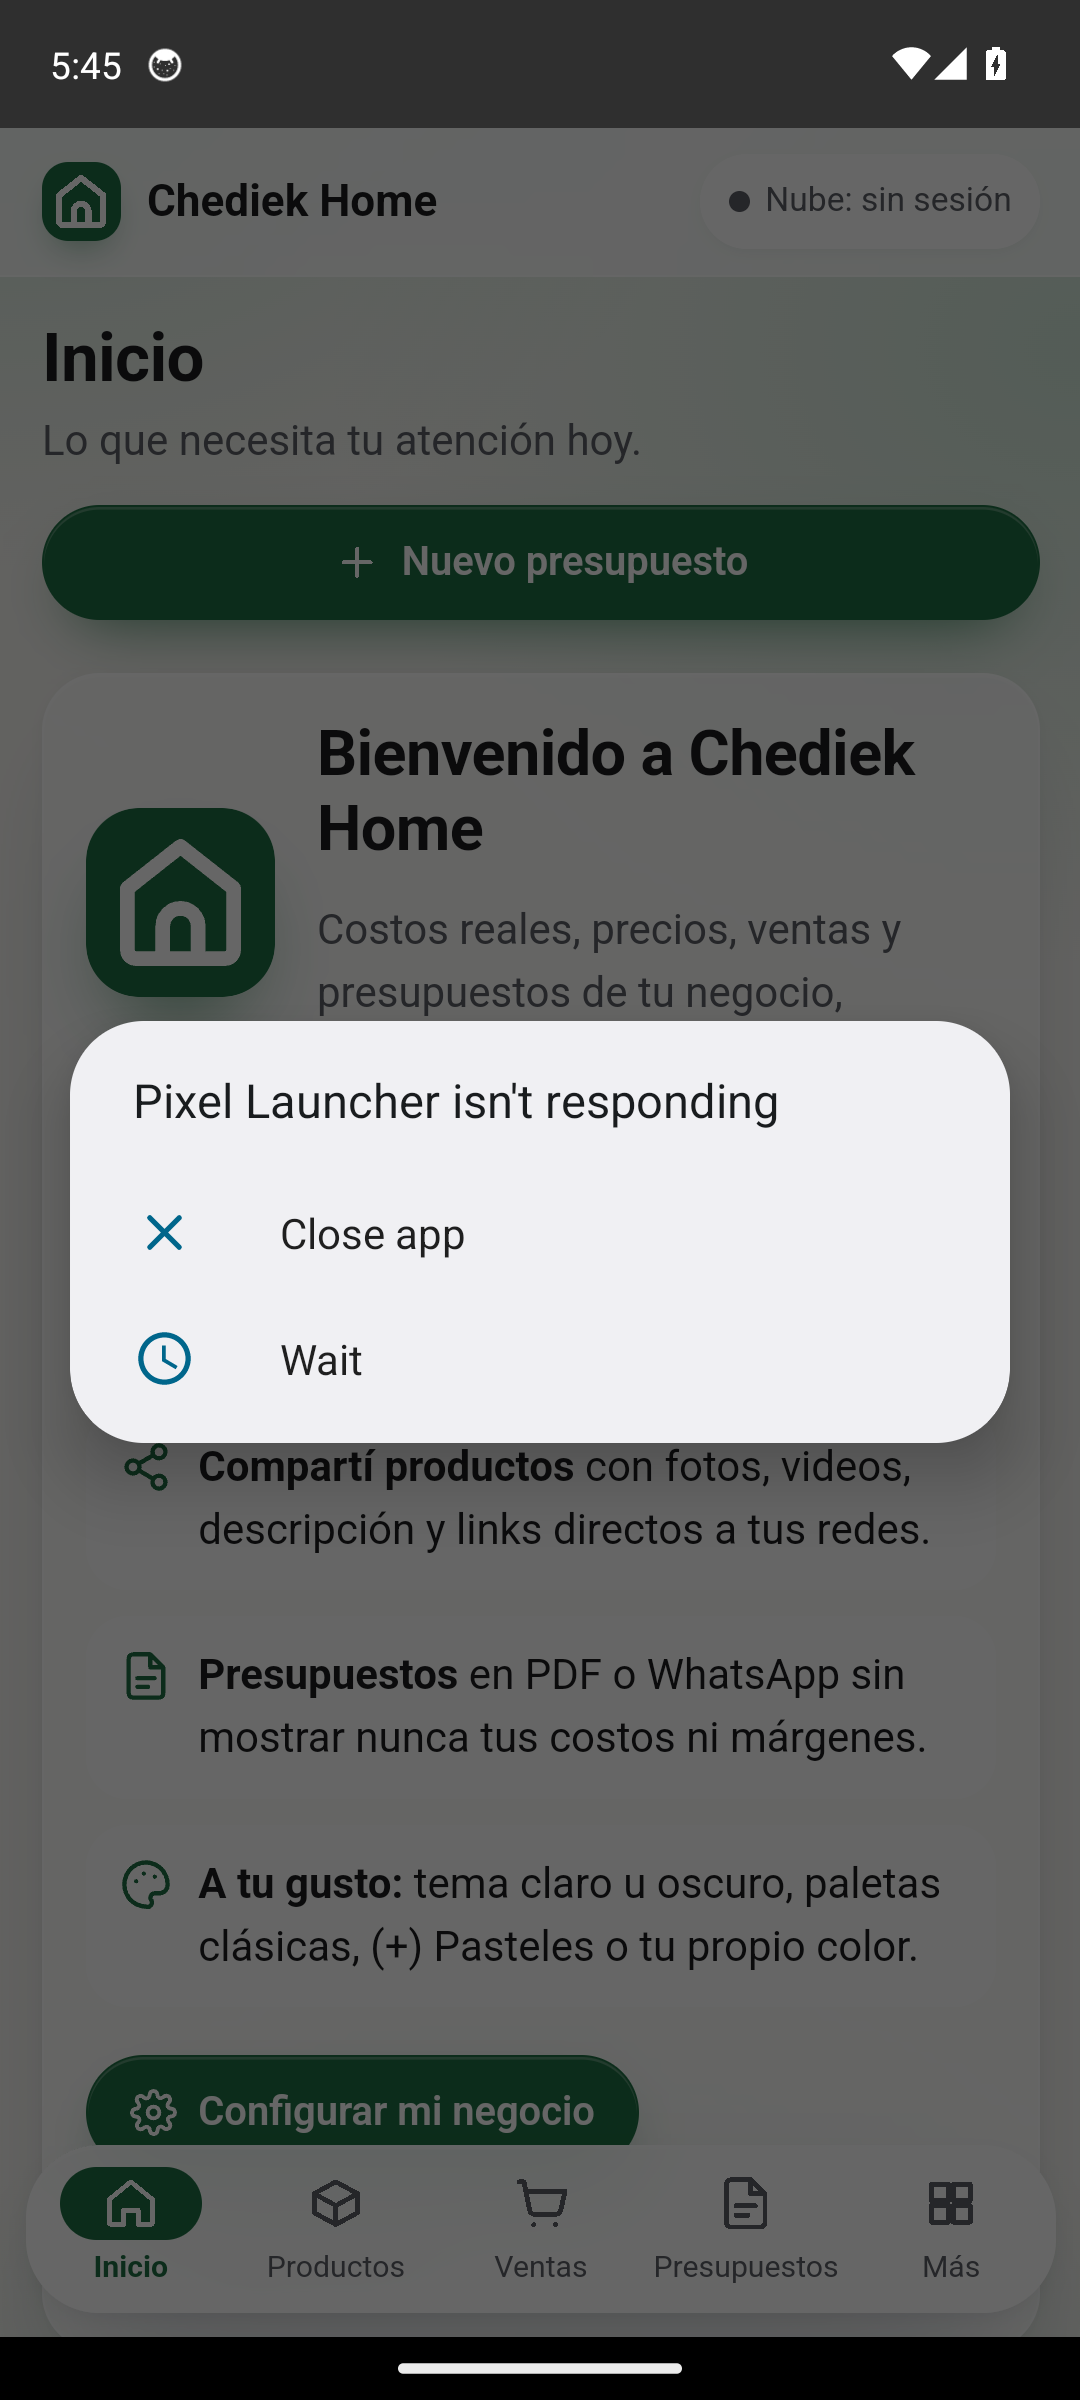 5:45
Chediek Home
Nube: sin sesión
Inicio
Lo que necesita tu atención hoy.
Nuevo presupuesto
Bienvenido a Chediek
Home
Costos reales, precios, ventas y
presupuestos de tu negocio,
Pixel Launcher isn't responding
Close app
Wait
Compartí productos con fotos, videos,
descripción y links directos a tus redes.
Presupuestos en PDF o WhatsApp sin
mostrar nunca tus costos ni márgenes.
A tu gusto: tema claro u oscuro, paletas
clásicas, (+) Pasteles o tu propio color.
Configurar mi negocio
Inicio
Productos
Ventas
Presupuestos
Más